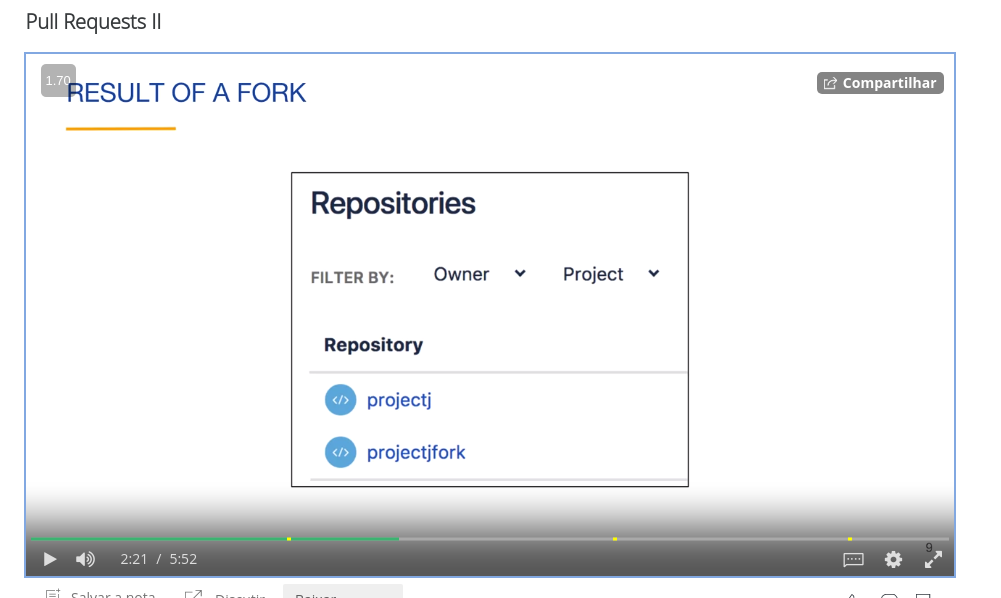 Pull Requests II
1.70
RESULT OF A FORK
Compartilhar
Repositories
FILTER BY: Owner Project
Repository
</> projectj
</> projectjfork
2:21 / 5:52
9
Salvar a nota Discutir Baixar